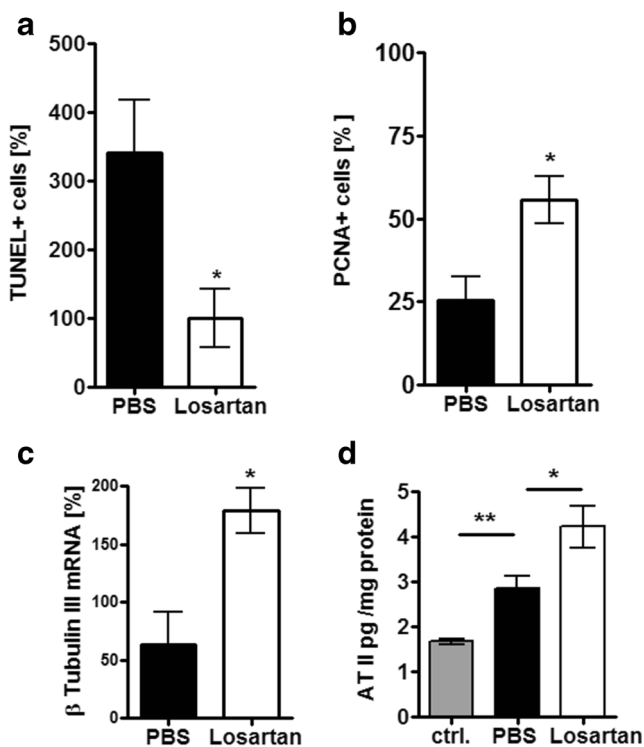 a
TUNEL+ cells [%]
500
400
300
200
100
0
*
PBS Losartan
b
PCNA+ cells [%]
100
75
50
25
0
*
PBS Losartan
c
β Tubulin III mRNA [%]
200
150
100
50
0
*
PBS Losartan
d
AT II pg /mg protein
5
4
3
2
1
0
**
*
ctrl. PBS Losartan